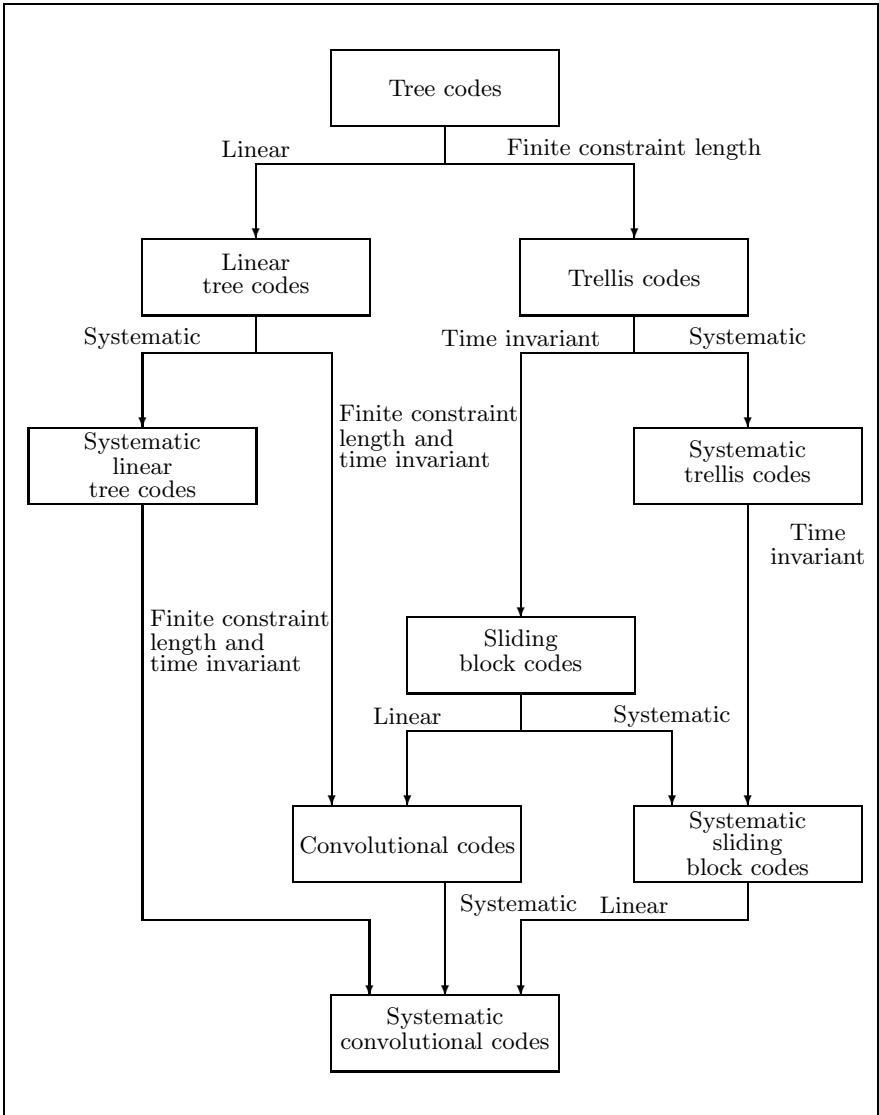 Tree codes
Linear
Finite constraint length
Linear
tree codes
Trellis codes
Systematic
Time invariant
Systematic
Finite constraint
length and
time invariant
Systematic
linear
tree codes
Systematic
trellis codes
Time
invariant
Finite constraint
length and
time invariant
Sliding
block codes
Linear
Systematic
Convolutional codes
Systematic
sliding
block codes
Systematic
Linear
Systematic
convolutional codes